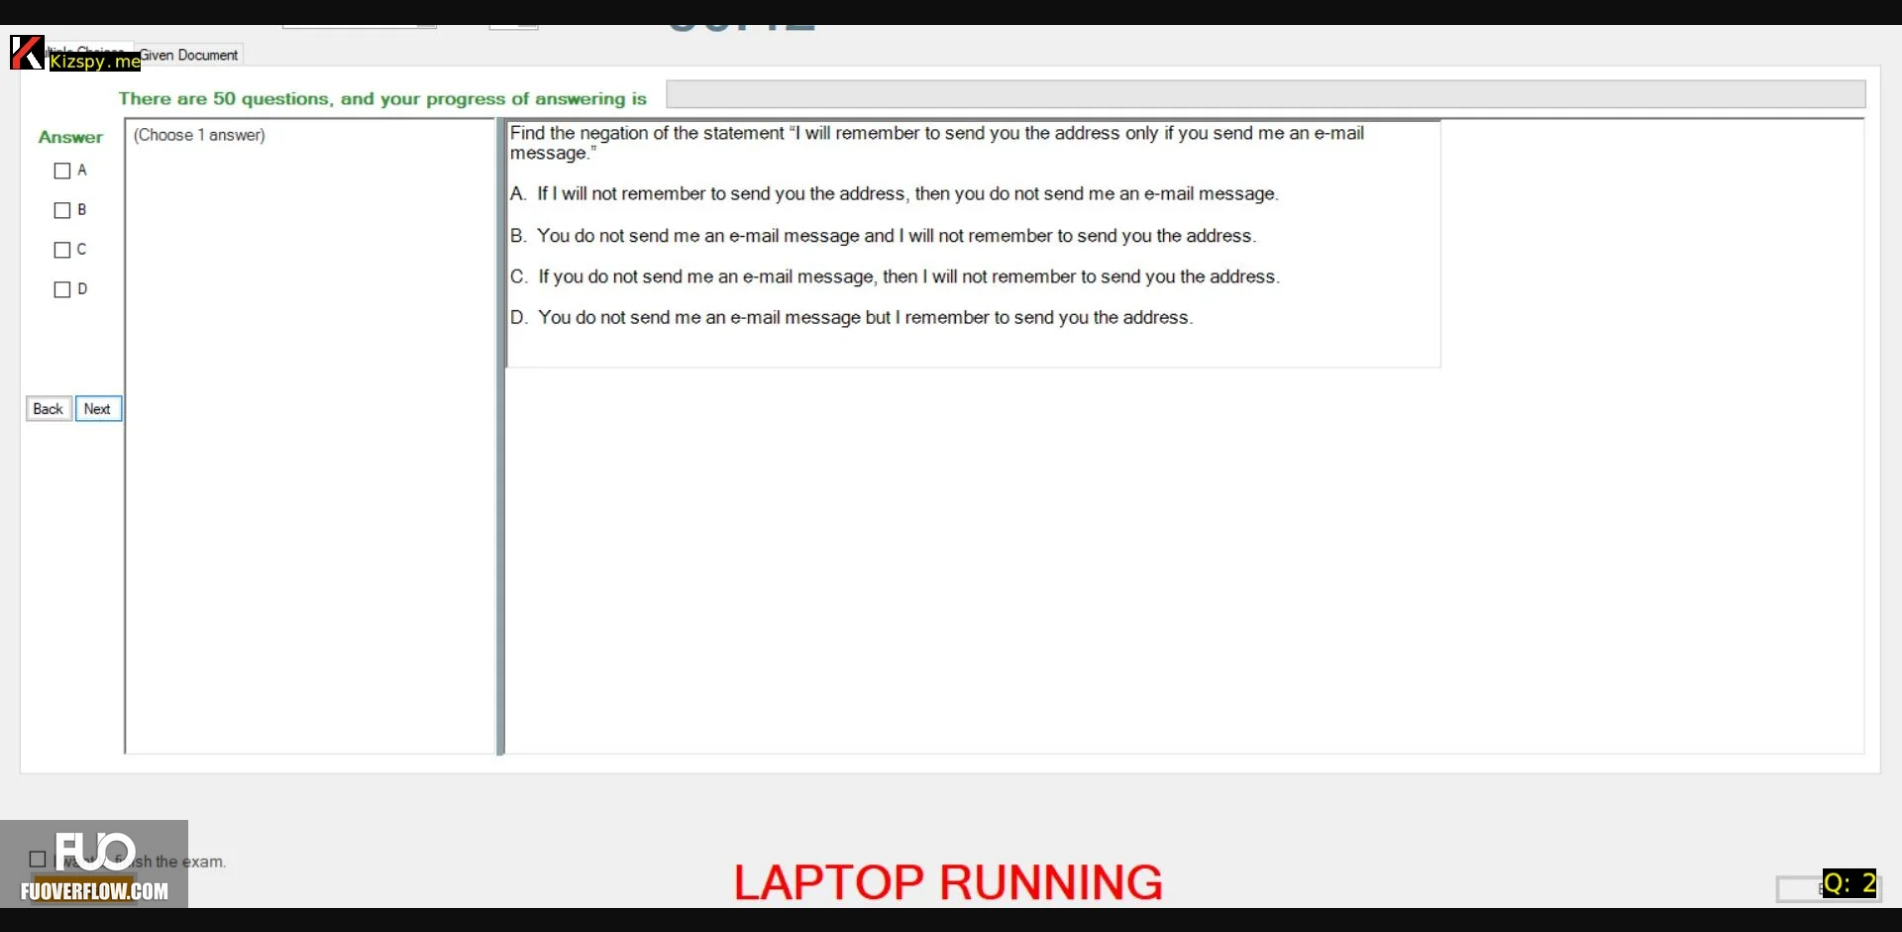 Given Document
Kizspy.me
There are 50 questions, and your progress of answering is
Answer
(Choose 1 answer)
A
B
C
D
Back
Next
Find the negation of the statement “I will remember to send you the address only if you send me an e-mail
message.”
A. If I will not remember to send you the address, then you do not send me an e-mail message.
B. You do not send me an e-mail message and I will not remember to send you the address.
C. If you do not send me an e-mail message, then I will not remember to send you the address.
D. You do not send me an e-mail message but I remember to send you the address.
FUO
the exam.
FUOVERFLOW.COM
LAPTOP RUNNING
Q: 2